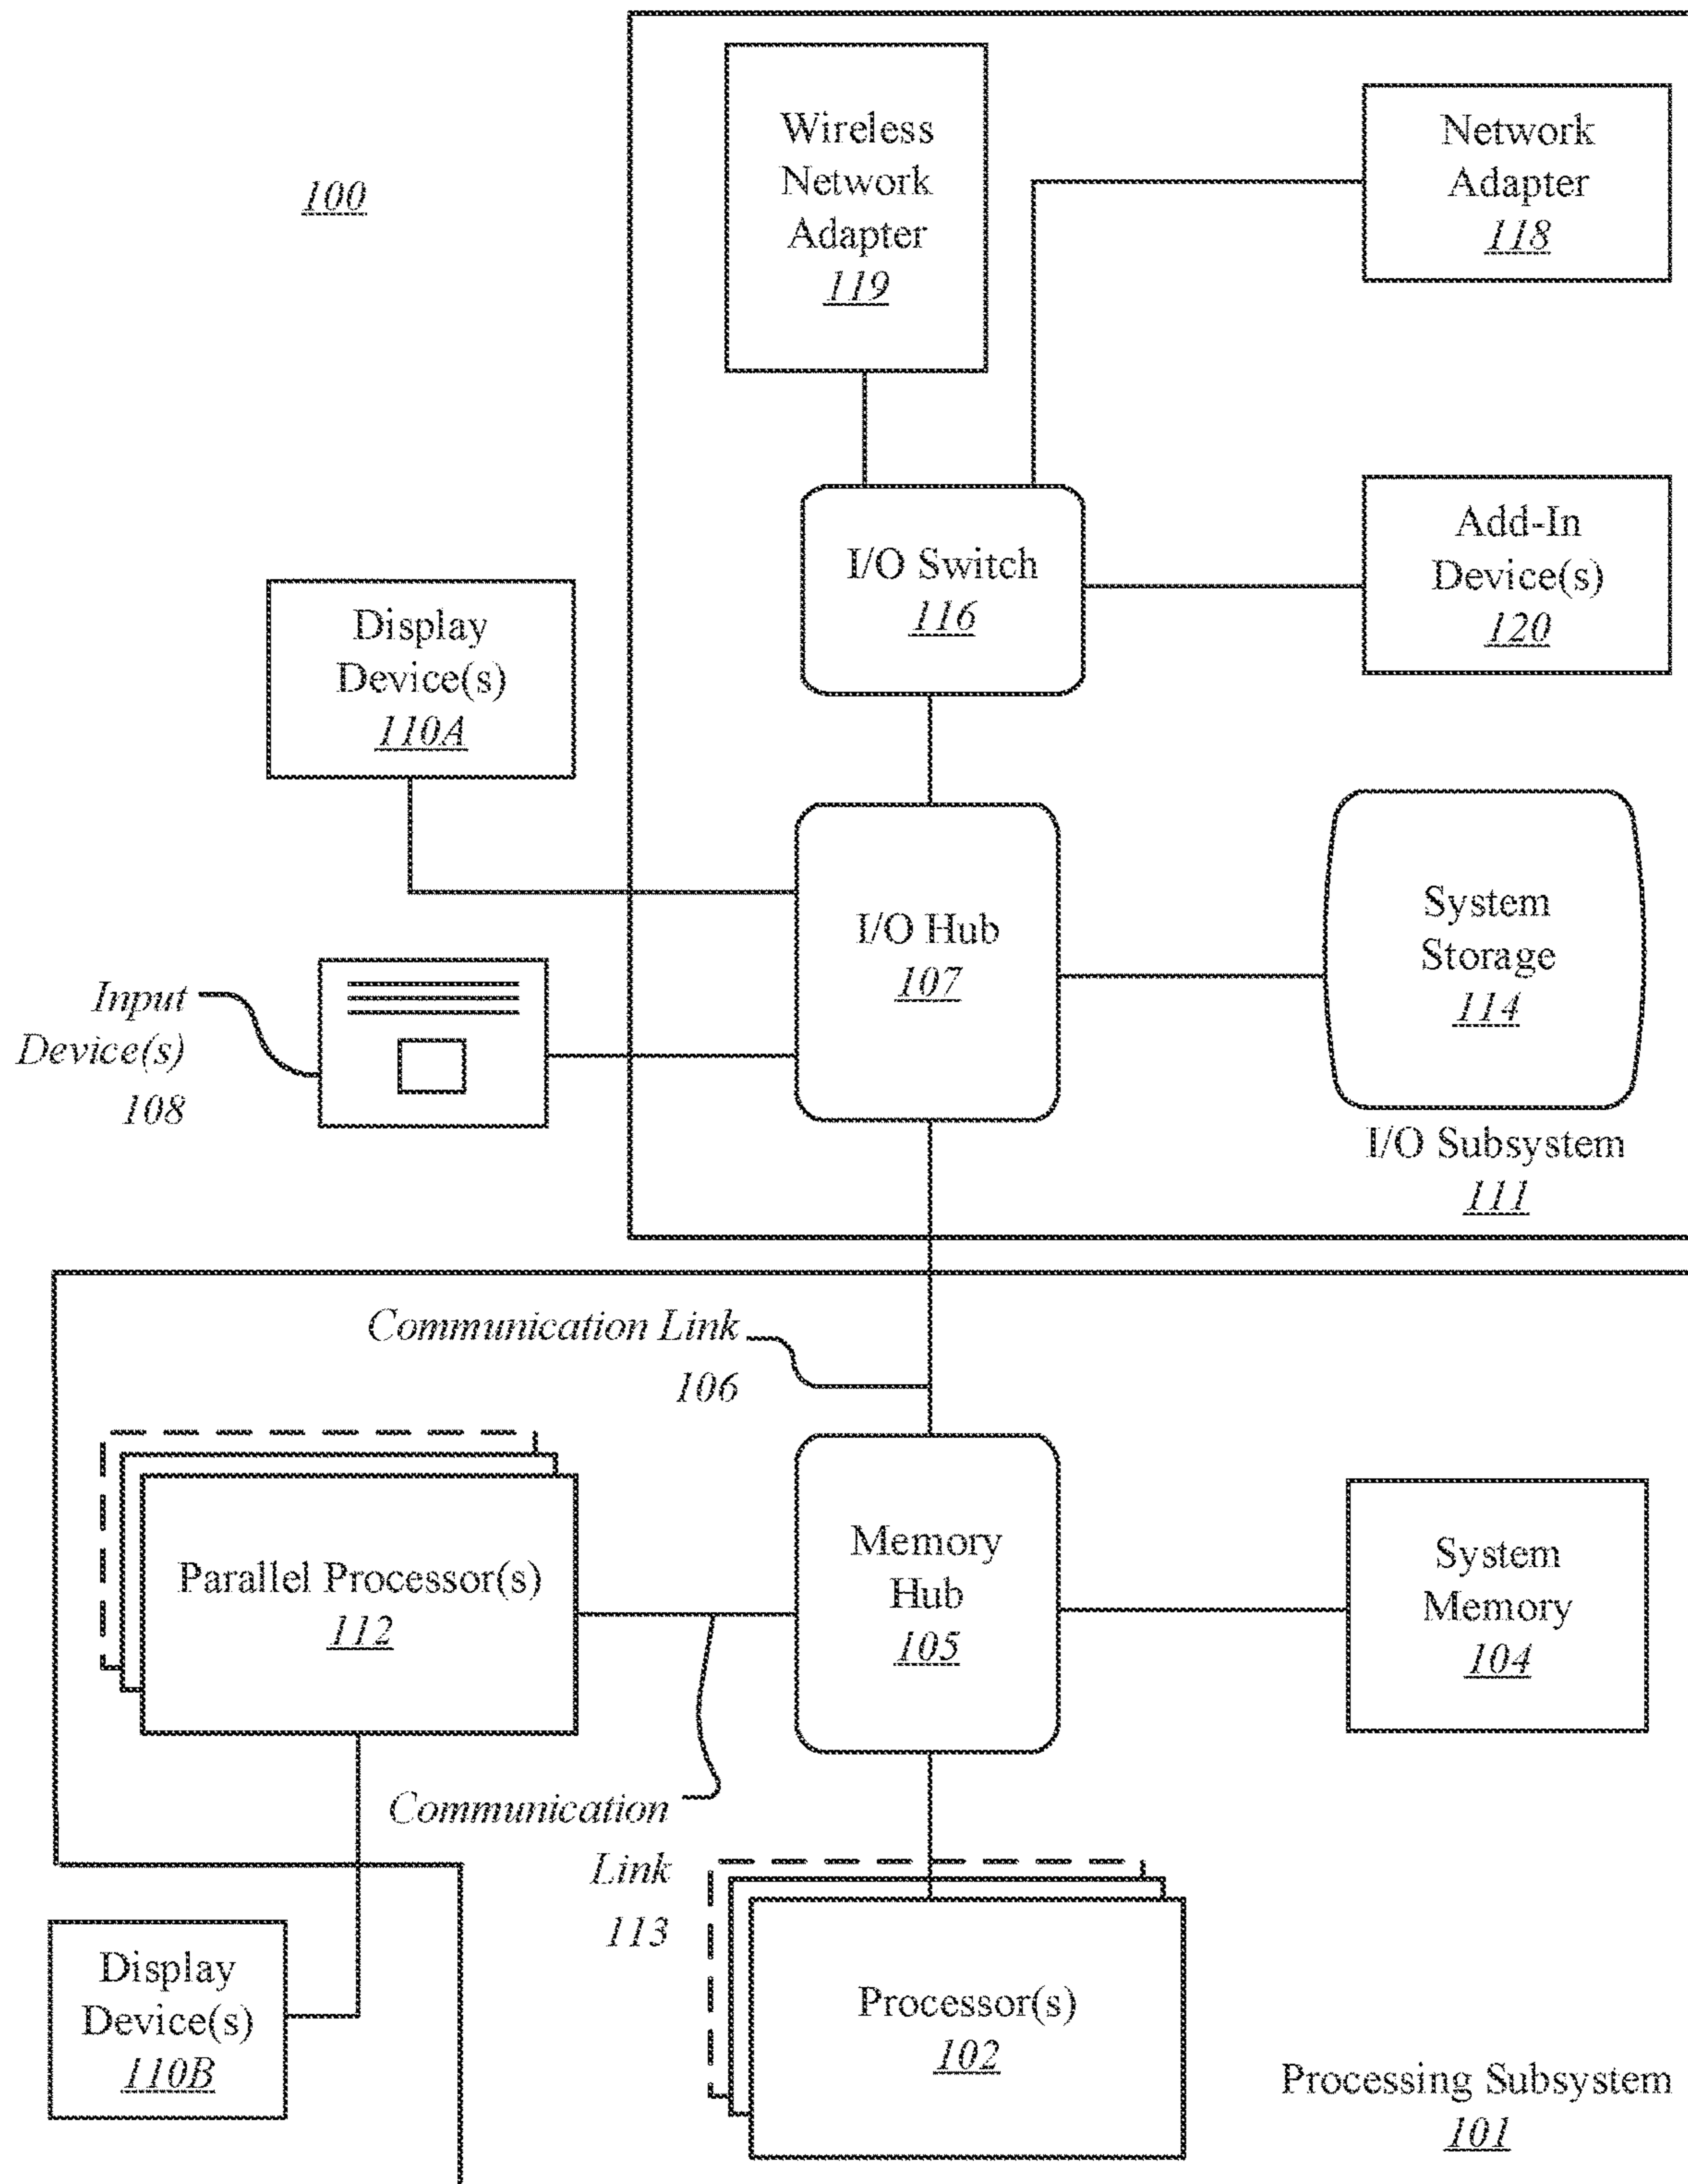 100
Wireless
Network
Adapter
119
Network
Adapter
118
I/O Switch
116
Add-In
Device(s)
120
Display
Device(s)
110A
I/O Hub
107
System
Storage
114
Input
Device(s)
108
I/O Subsystem
111
Communication Link
106
Parallel Processor(s)
112
Memory
Hub
105
System
Memory
104
Communication
Link
113
Display
Device(s)
110B
Processor(s)
102
Processing Subsystem
101